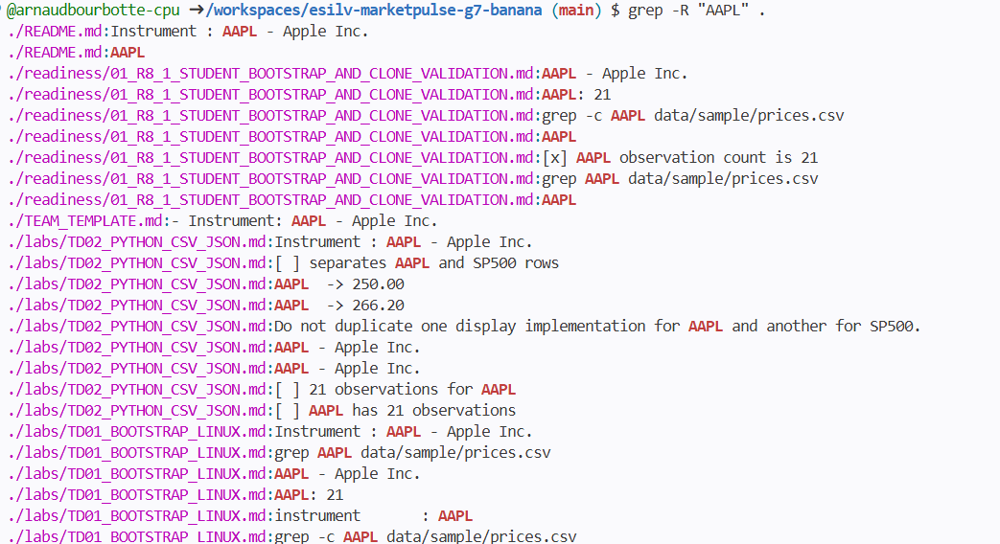 @arnaudbourbotte-cpu ➜/workspaces/esilv-marketpulse-g7-banana (main) $ grep -R "AAPL" .
./README.md:Instrument : AAPL - Apple Inc.
./README.md:AAPL
./readiness/01_R8_1_STUDENT_BOOTSTRAP_AND_CLONE_VALIDATION.md:AAPL - Apple Inc.
./readiness/01_R8_1_STUDENT_BOOTSTRAP_AND_CLONE_VALIDATION.md:AAPL: 21
./readiness/01_R8_1_STUDENT_BOOTSTRAP_AND_CLONE_VALIDATION.md:grep -c AAPL data/sample/prices.csv
./readiness/01_R8_1_STUDENT_BOOTSTRAP_AND_CLONE_VALIDATION.md:AAPL
./readiness/01_R8_1_STUDENT_BOOTSTRAP_AND_CLONE_VALIDATION.md:[x] AAPL observation count is 21
./readiness/01_R8_1_STUDENT_BOOTSTRAP_AND_CLONE_VALIDATION.md:grep AAPL data/sample/prices.csv
./readiness/01_R8_1_STUDENT_BOOTSTRAP_AND_CLONE_VALIDATION.md:AAPL
./TEAM_TEMPLATE.md:- Instrument: AAPL - Apple Inc.
./labs/TD02_PYTHON_CSV_JSON.md:Instrument : AAPL - Apple Inc.
./labs/TD02_PYTHON_CSV_JSON.md:[ ] separates AAPL and SP500 rows
./labs/TD02_PYTHON_CSV_JSON.md:AAPL  -> 250.00
./labs/TD02_PYTHON_CSV_JSON.md:AAPL  -> 266.20
./labs/TD02_PYTHON_CSV_JSON.md:Do not duplicate one display implementation for AAPL and another for SP500.
./labs/TD02_PYTHON_CSV_JSON.md:AAPL - Apple Inc.
./labs/TD02_PYTHON_CSV_JSON.md:AAPL - Apple Inc.
./labs/TD02_PYTHON_CSV_JSON.md:[ ] 21 observations for AAPL
./labs/TD02_PYTHON_CSV_JSON.md:[ ] AAPL has 21 observations
./labs/TD01_BOOTSTRAP_LINUX.md:Instrument : AAPL - Apple Inc.
./labs/TD01_BOOTSTRAP_LINUX.md:grep AAPL data/sample/prices.csv
./labs/TD01_BOOTSTRAP_LINUX.md:AAPL - Apple Inc.
./labs/TD01_BOOTSTRAP_LINUX.md:AAPL: 21
./labs/TD01_BOOTSTRAP_LINUX.md:instrument       : AAPL
./labs/TD01_BOOTSTRAP_LINUX.md:grep -c AAPL data/sample/prices.csv